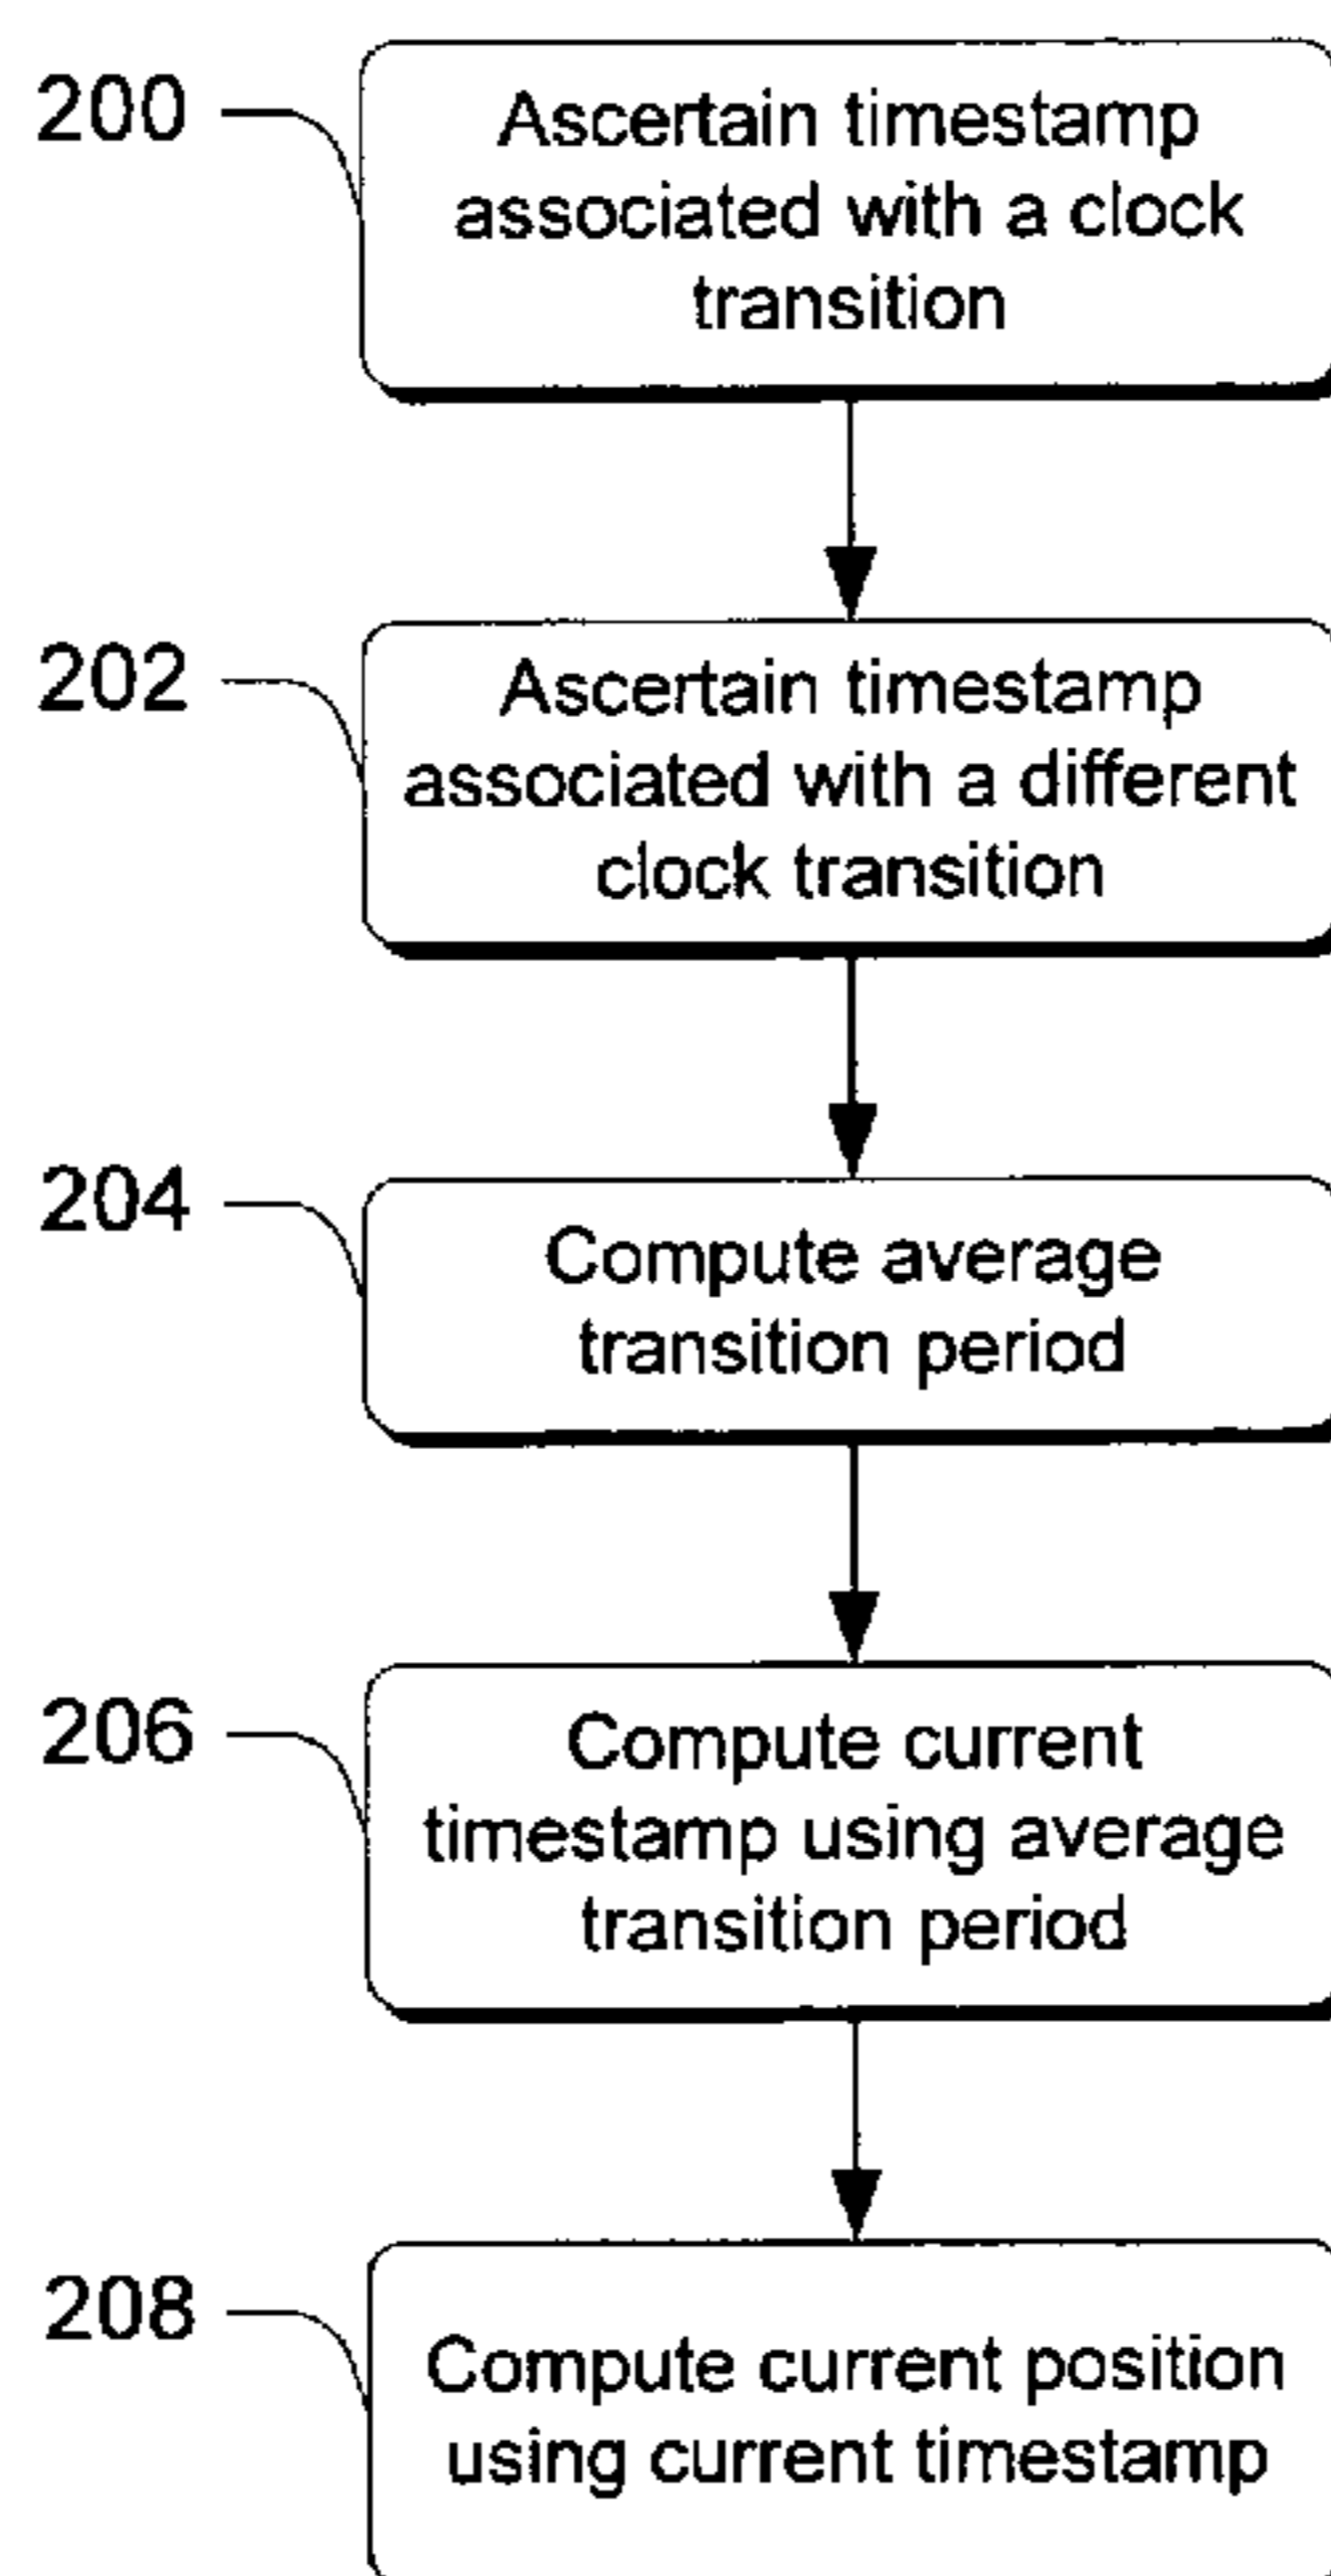 200
Ascertain timestamp
associated with a clock
transition
202
Ascertain timestamp
associated with a different
clock transition
204
Compute average
transition period
206
Compute current
timestamp using average
transition period
208
Compute current position
using current timestamp